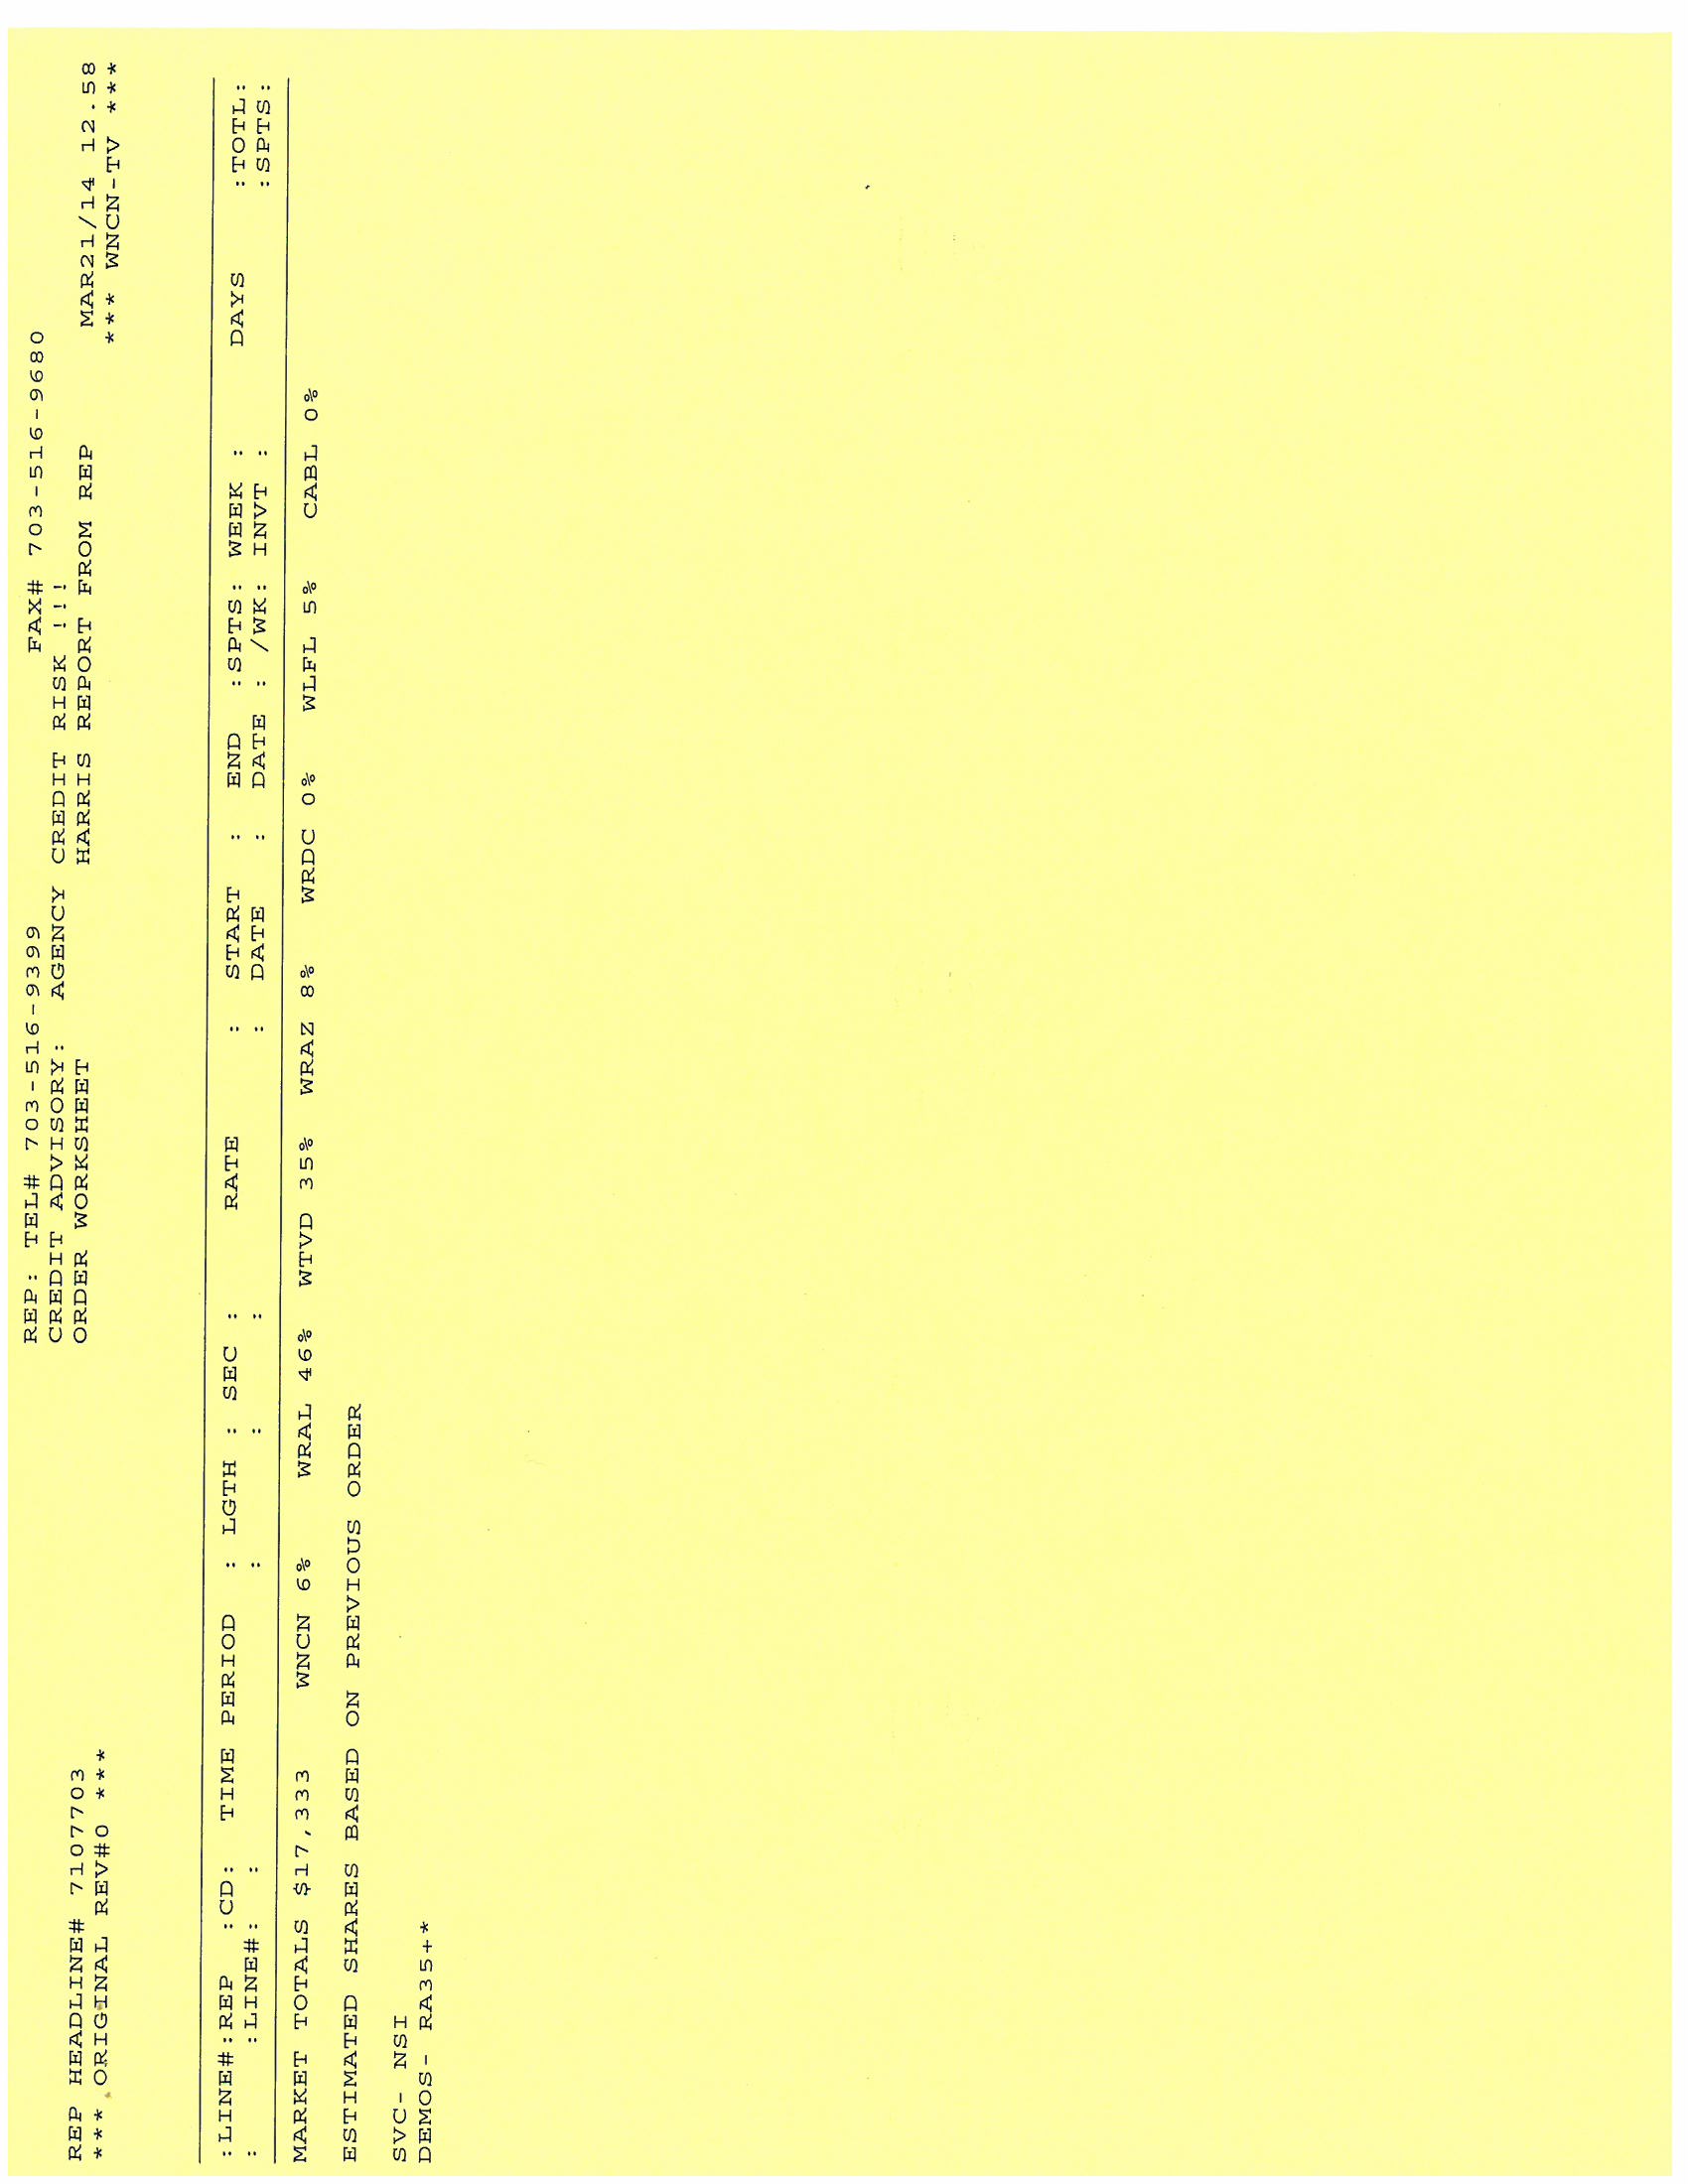 REP: TEL# 703-516-9399 FAX# 703-516-9680
CREDIT ADVISORY: AGENCY CREDIT RISK !!!
REP HEADLINE# 7107703 ORDER WORKSHEET HARRIS REPORT FROM REP MAR21/14 12.58
*** ORIGINAL REV#0 *** *** WNCN-TV ***
:LINE#:REP :CD: TIME PERIOD : LGTH : SEC : RATE : START : END :SPTS: WEEK : DAYS :TOTL:
: :LINE#: : : : : : DATE : DATE : /WK: INVT : :SPTS:
MARKET TOTALS $17,333 WNCN 6% WRAL 46% WTVD 35% WRAZ 8% WRDC 0% WLFL 5% CABL 0%
ESTIMATED SHARES BASED ON PREVIOUS ORDER
SVC- NSI
DEMOS- RA35+*